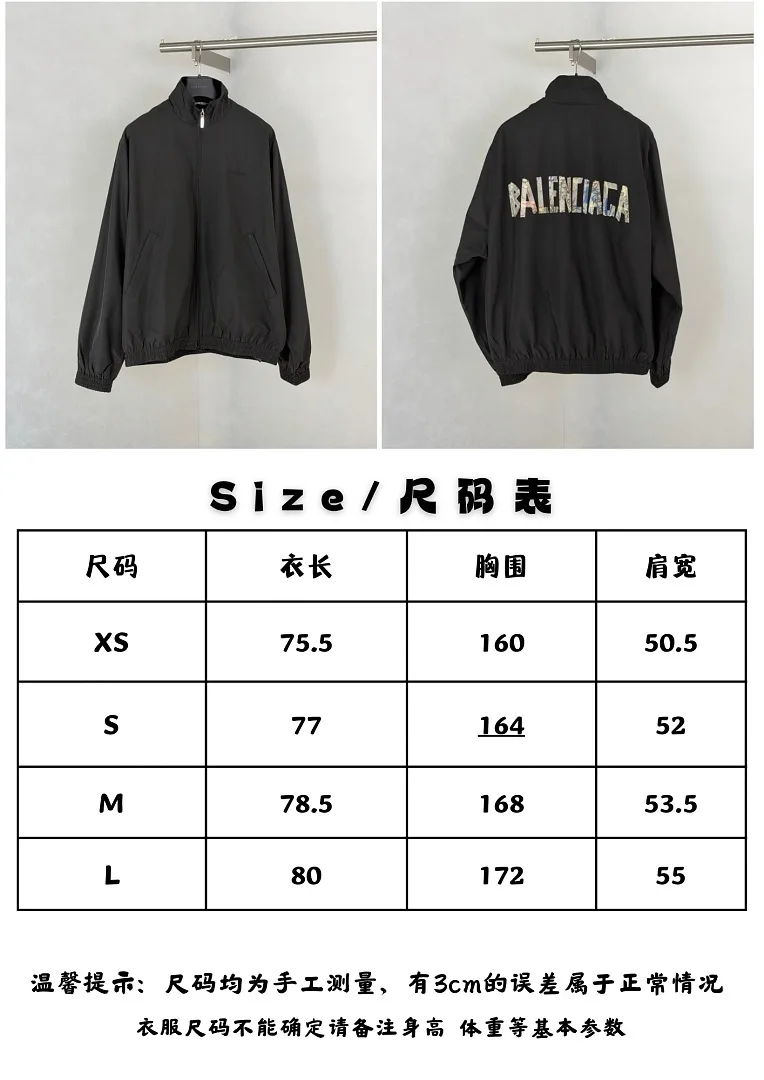 BALENCIAGA
Size/尺码表
尺码 衣长 胸围 肩宽
XS 75.5 160 50.5
S 77 164 52
M 78.5 168 53.5
L 80 172 55
温馨提示：尺码均为手工测量，有3cm的误差属于正常情况
衣服尺码不能确定请备注身高 体重等基本参数